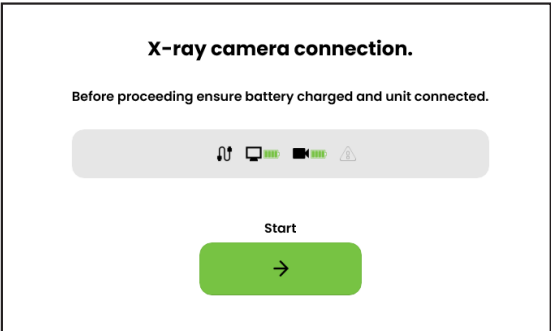 X-ray camera connection.
Before proceeding ensure battery charged and unit connected.
Start